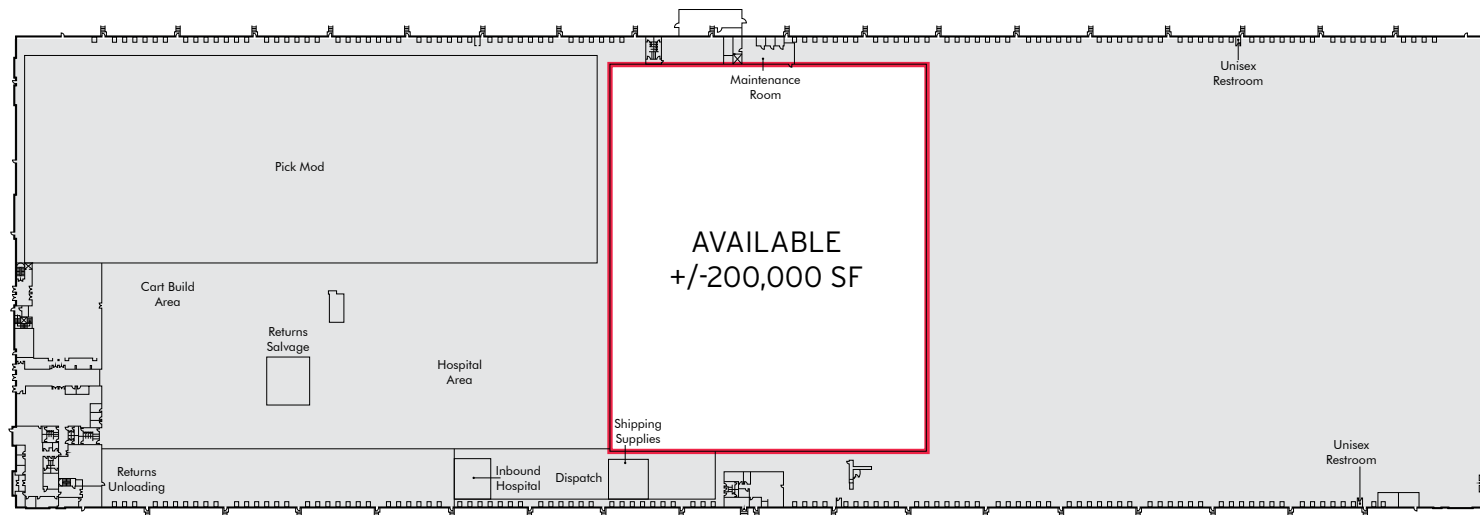 Maintenance
Room
Unisex
Restroom
Pick Mod
AVAILABLE
+/-200,000 SF
Cart Build
Area
Returns
Salvage
Hospital
Area
Shipping
Supplies
Returns
Unloading
Inbound
Hospital
Dispatch
Unisex
Restroom